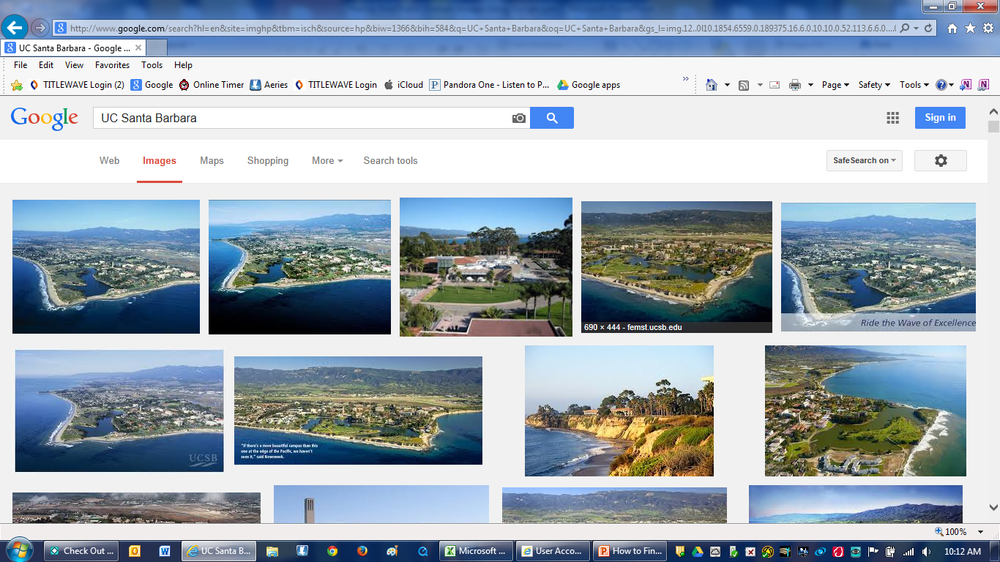 http://www.google.com/search?hl=en&site=imghp&tbm=isch&source=hp&biw=1366&bih=584&q=UC+Santa+Barbara&oq=UC+Santa+Barbara&gs_l=img.12..0l10.1854.6559.0.189375.16.6.0.10.10.0.52.113.6.6.0....0
UC Santa Barbara - Google ...
File Edit View Favorites Tools Help
TITLEWAVE Login (2) Google Online Timer Aeries TITLEWAVE Login iCloud Pandora One - Listen to P... Google apps Page Safety Tools
Google UC Santa Barbara Sign in
Web Images Maps Shopping More Search tools SafeSearch on
690 × 444 - femst.ucsb.edu
Ride the Wave of Excellence
UCSB
"If there's a more beautiful campus than this
one at the edge of the Pacific, we haven't
seen it," said Newsweek.
100%
Check Out ... UC Santa B... Microsoft ... User Acco... How to Fin... 10:12 AM